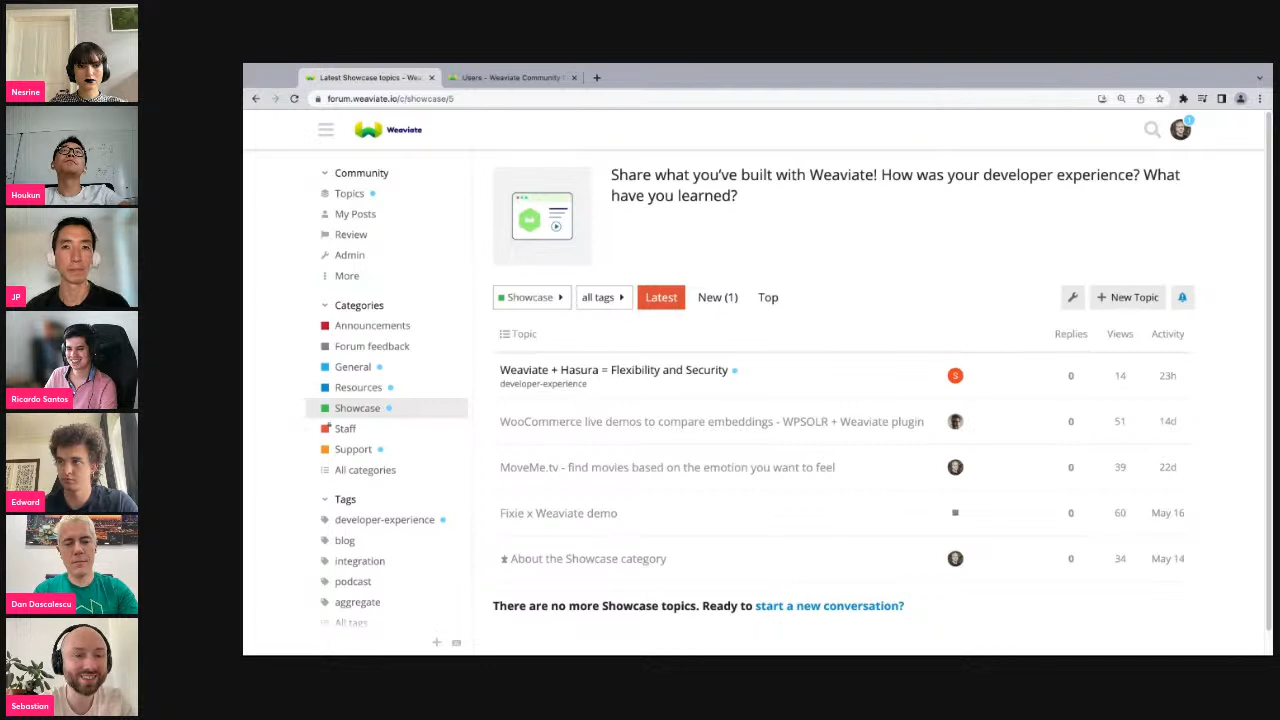 Nesrine
Houkun
JP
Ricardo Santos
Edward
Dan Dascalescu
Sebastian
Latest Showcase topics - Wea
Users - Weaviate Community
forum.weaviate.io/c/showcase/5
Weaviate
1
Community
Topics
My Posts
Review
Admin
More
Categories
Announcements
Forum feedback
General
Resources
Showcase
Staff
Support
All categories
Tags
developer-experience
blog
integration
podcast
aggregate
All tags
Share what you've built with Weaviate! How was your developer experience? What
have you learned?
Showcase all tags Latest New (1) Top New Topic
Topic Replies Views Activity
Weaviate + Hasura = Flexibility and Security S 0 14 23h
developer-experience
WooCommerce live demos to compare embeddings - WPSOLR + Weaviate plugin 0 51 14d
MoveMe.tv - find movies based on the emotion you want to feel 0 39 22d
Fixie x Weaviate demo 0 60 May 16
About the Showcase category 0 34 May 14
There are no more Showcase topics. Ready to start a new conversation?